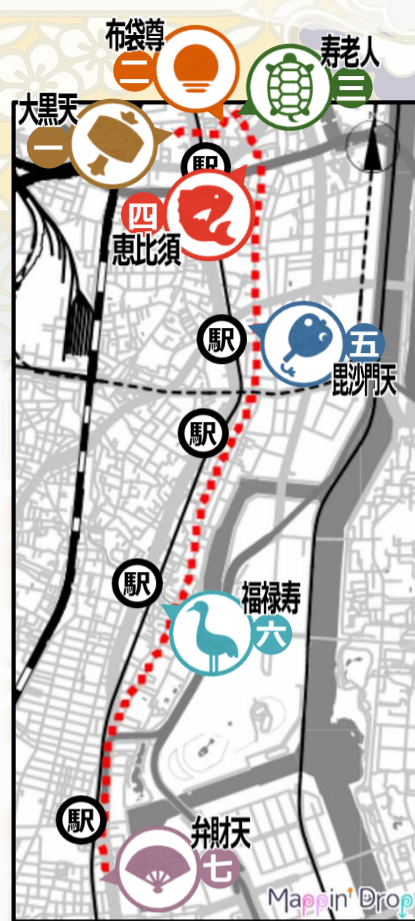 布袋尊
二
寿老人
三
大黒天
一
N
駅
四
恵比須
駅
五
毘沙門天
駅
駅
福禄寿
六
駅
弁財天
七
Mappin' Drop